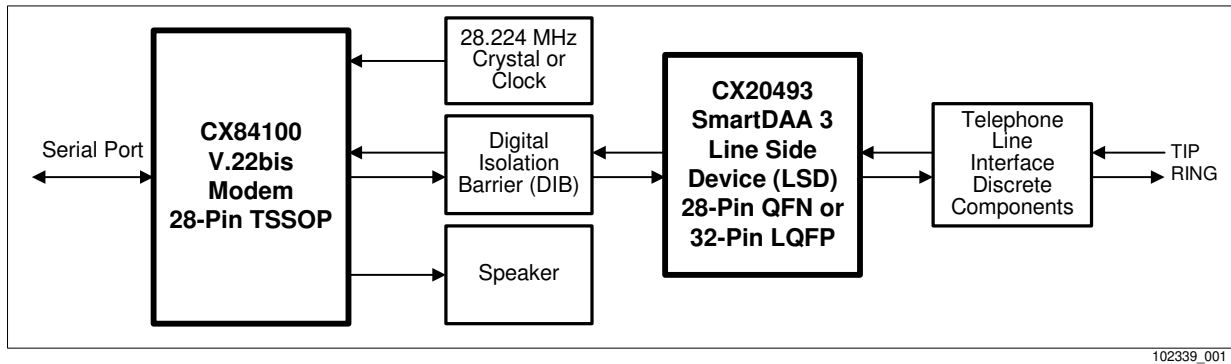 Serial Port
CX84100
V.22bis
Modem
28-Pin TSSOP
28.224 MHz
Crystal or
Clock
Digital
Isolation
Barrier (DIB)
Speaker
CX20493
SmartDAA 3
Line Side
Device (LSD)
28-Pin QFN or
32-Pin LQFP
Telephone
Line
Interface
Discrete
Components
TIP
RING
102339_001